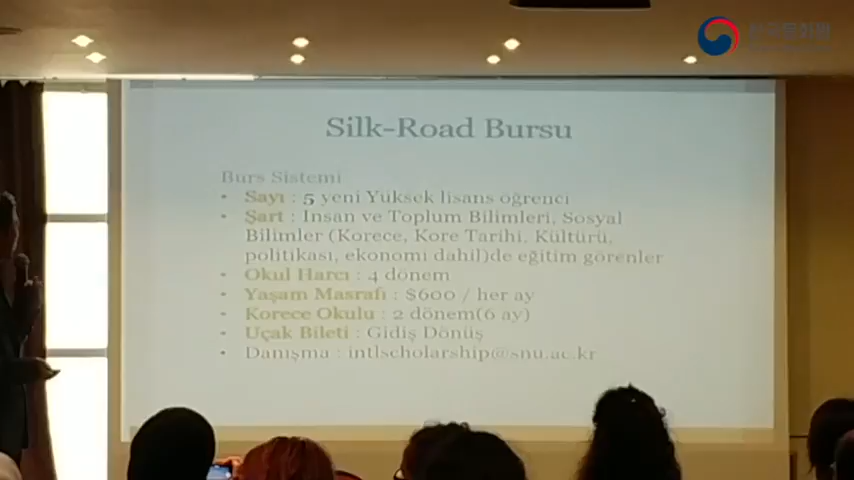 Silk-Road Bursu
Burs Sistemi
• Sayı : 5 yeni Yüksek lisans öğrenci
• Şart : Insan ve Toplum Bilimleri, Sosyal
Bilimler (Korece, Kore Tarihi, Kültürü,
politikası, ekonomi dahil)de eğitim görenler
• Okul Harcı : 4 dönem
• Yaşam Masrafı : $600 / her ay
• Korece Okulu : 2 dönem(6 ay)
• Uçak Bileti : Gidiş Dönüş
• Danışma : intlscholarship@snu.ac.kr